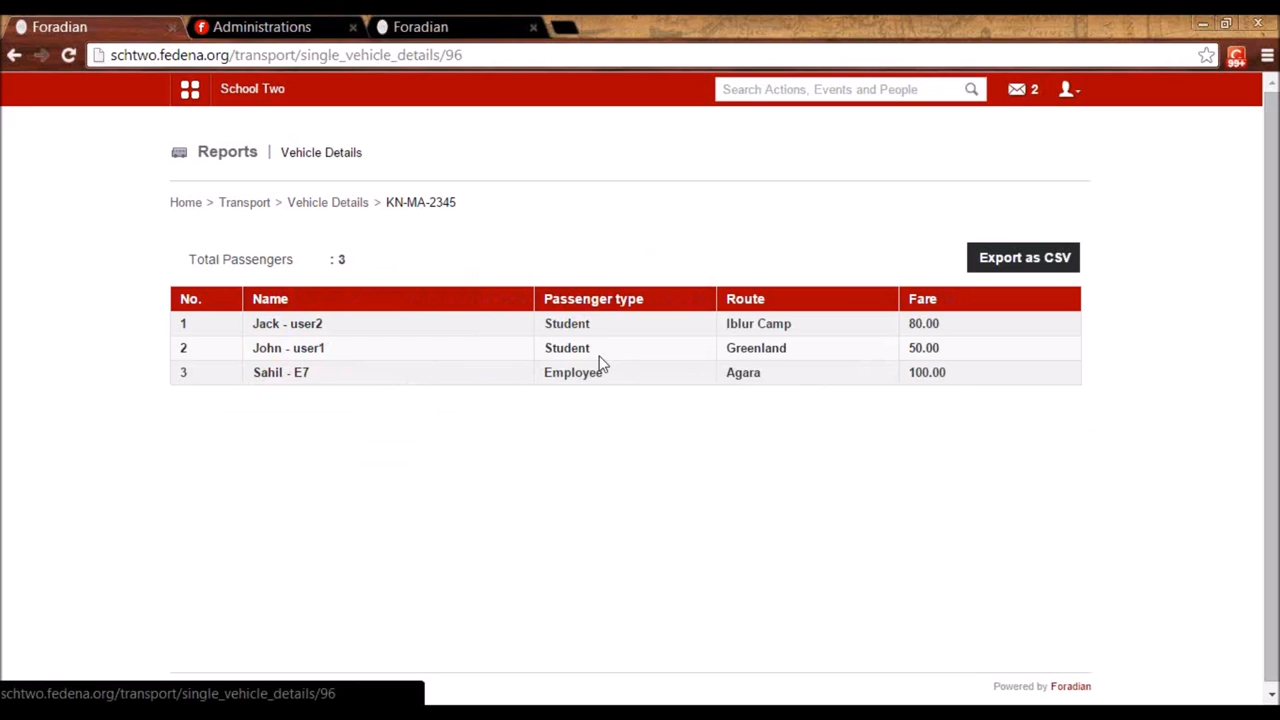 Foradian
Administrations
Foradian
schtwo.fedena.org/transport/single_vehicle_details/96
99+
School Two
Search Actions, Events and People
2
Reports | Vehicle Details
Home > Transport > Vehicle Details > KN-MA-2345
Total Passengers : 3
Export as CSV
No. Name Passenger type Route Fare
1 Jack - user2 Student Iblur Camp 80.00
2 John - user1 Student Greenland 50.00
3 Sahil - E7 Employee Agara 100.00
Powered by Foradian
schtwo.fedena.org/transport/single_vehicle_details/96